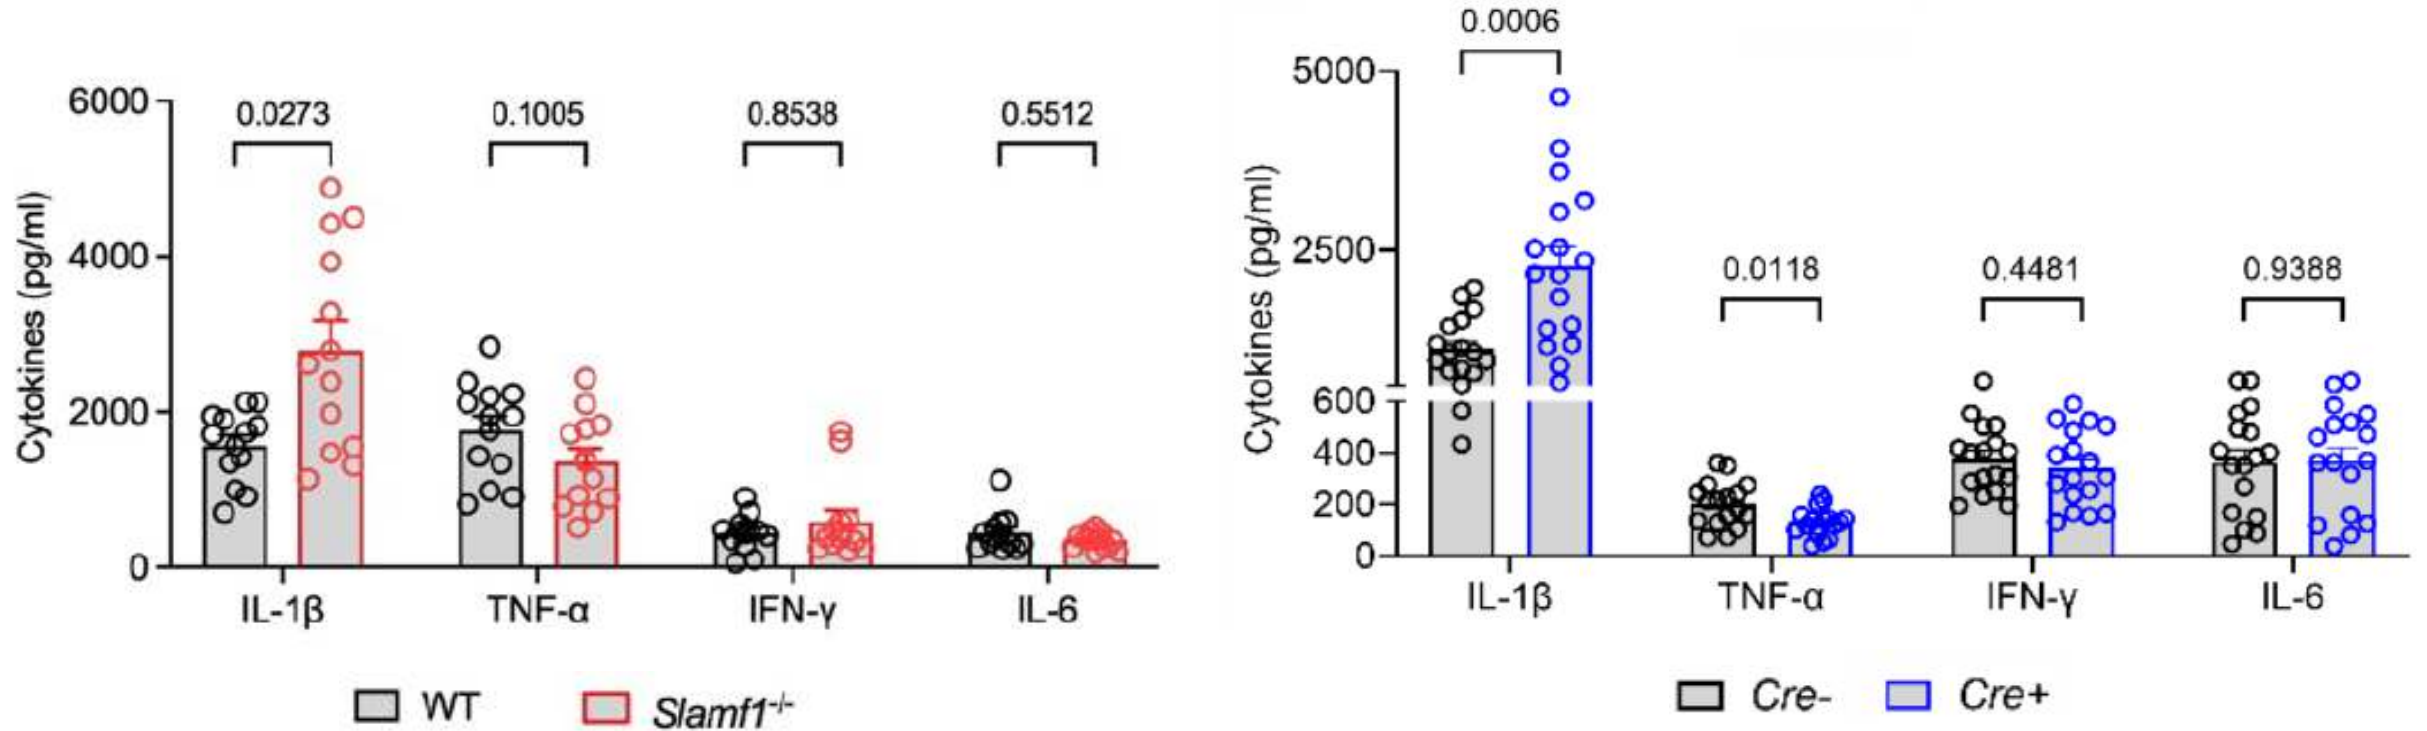 0.0006
5000
6000
0.0273
0.1005
0.8538
0.5512
Cytokines (pg/ml)
4000
2000
0
IL-1β
TNF-α
IFN-γ
IL-6
WT
Slamf1-/-
Cytokines (pg/ml)
2500
0.0118
0.4481
0.9388
600
400
200
0
IL-1β
TNF-α
IFN-γ
IL-6
Cre-
Cre+